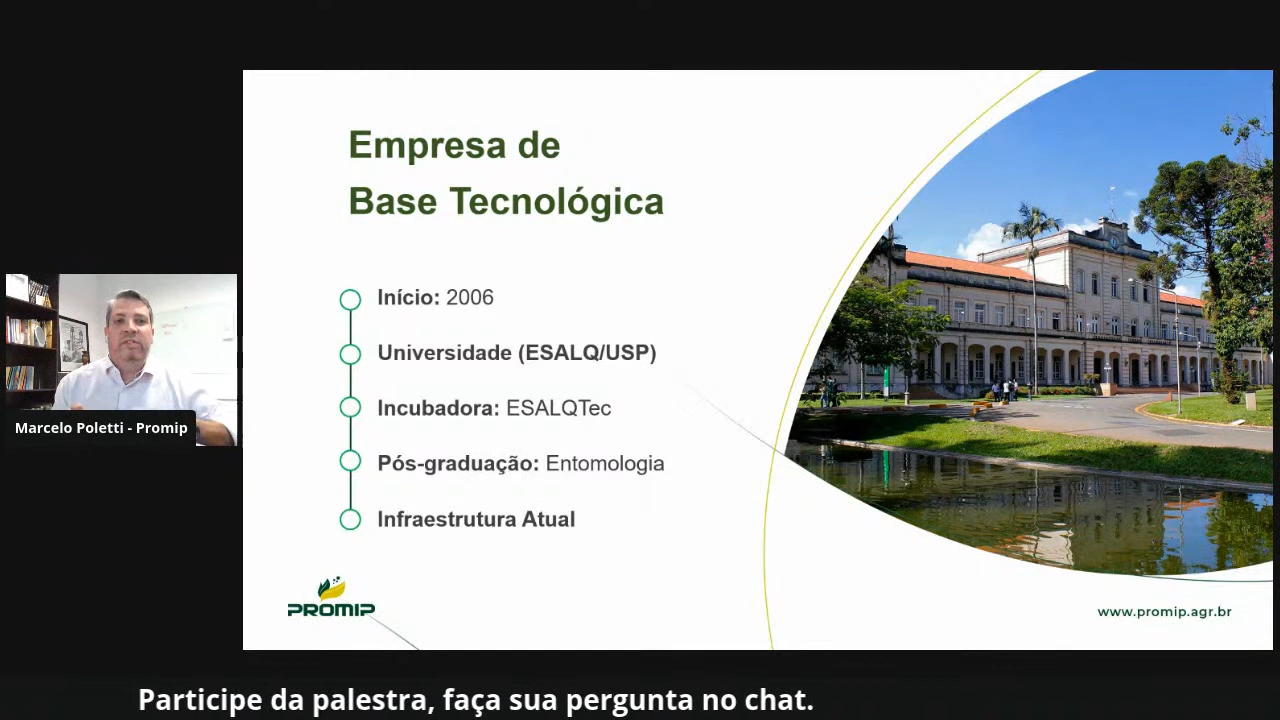 Empresa de
Base Tecnológica
Início: 2006
Universidade (ESALQ/USP)
Incubadora: ESALQTec
Pós-graduação: Entomologia
Infraestrutura Atual
Marcelo Poletti - Promip
PROMIP
www.promip.agr.br
Participe da palestra, faça sua pergunta no chat.